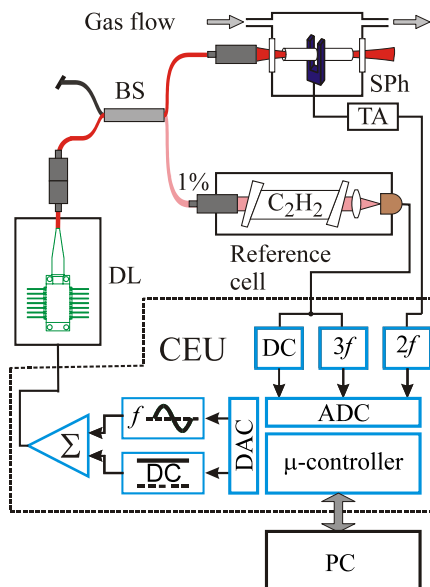 Gas flow
SPh
BS
TA
1%
C₂H₂
Reference
cell
DL
CEU
DC
3f
2f
ADC
f
DAC
Σ
DC
μ-controller
PC